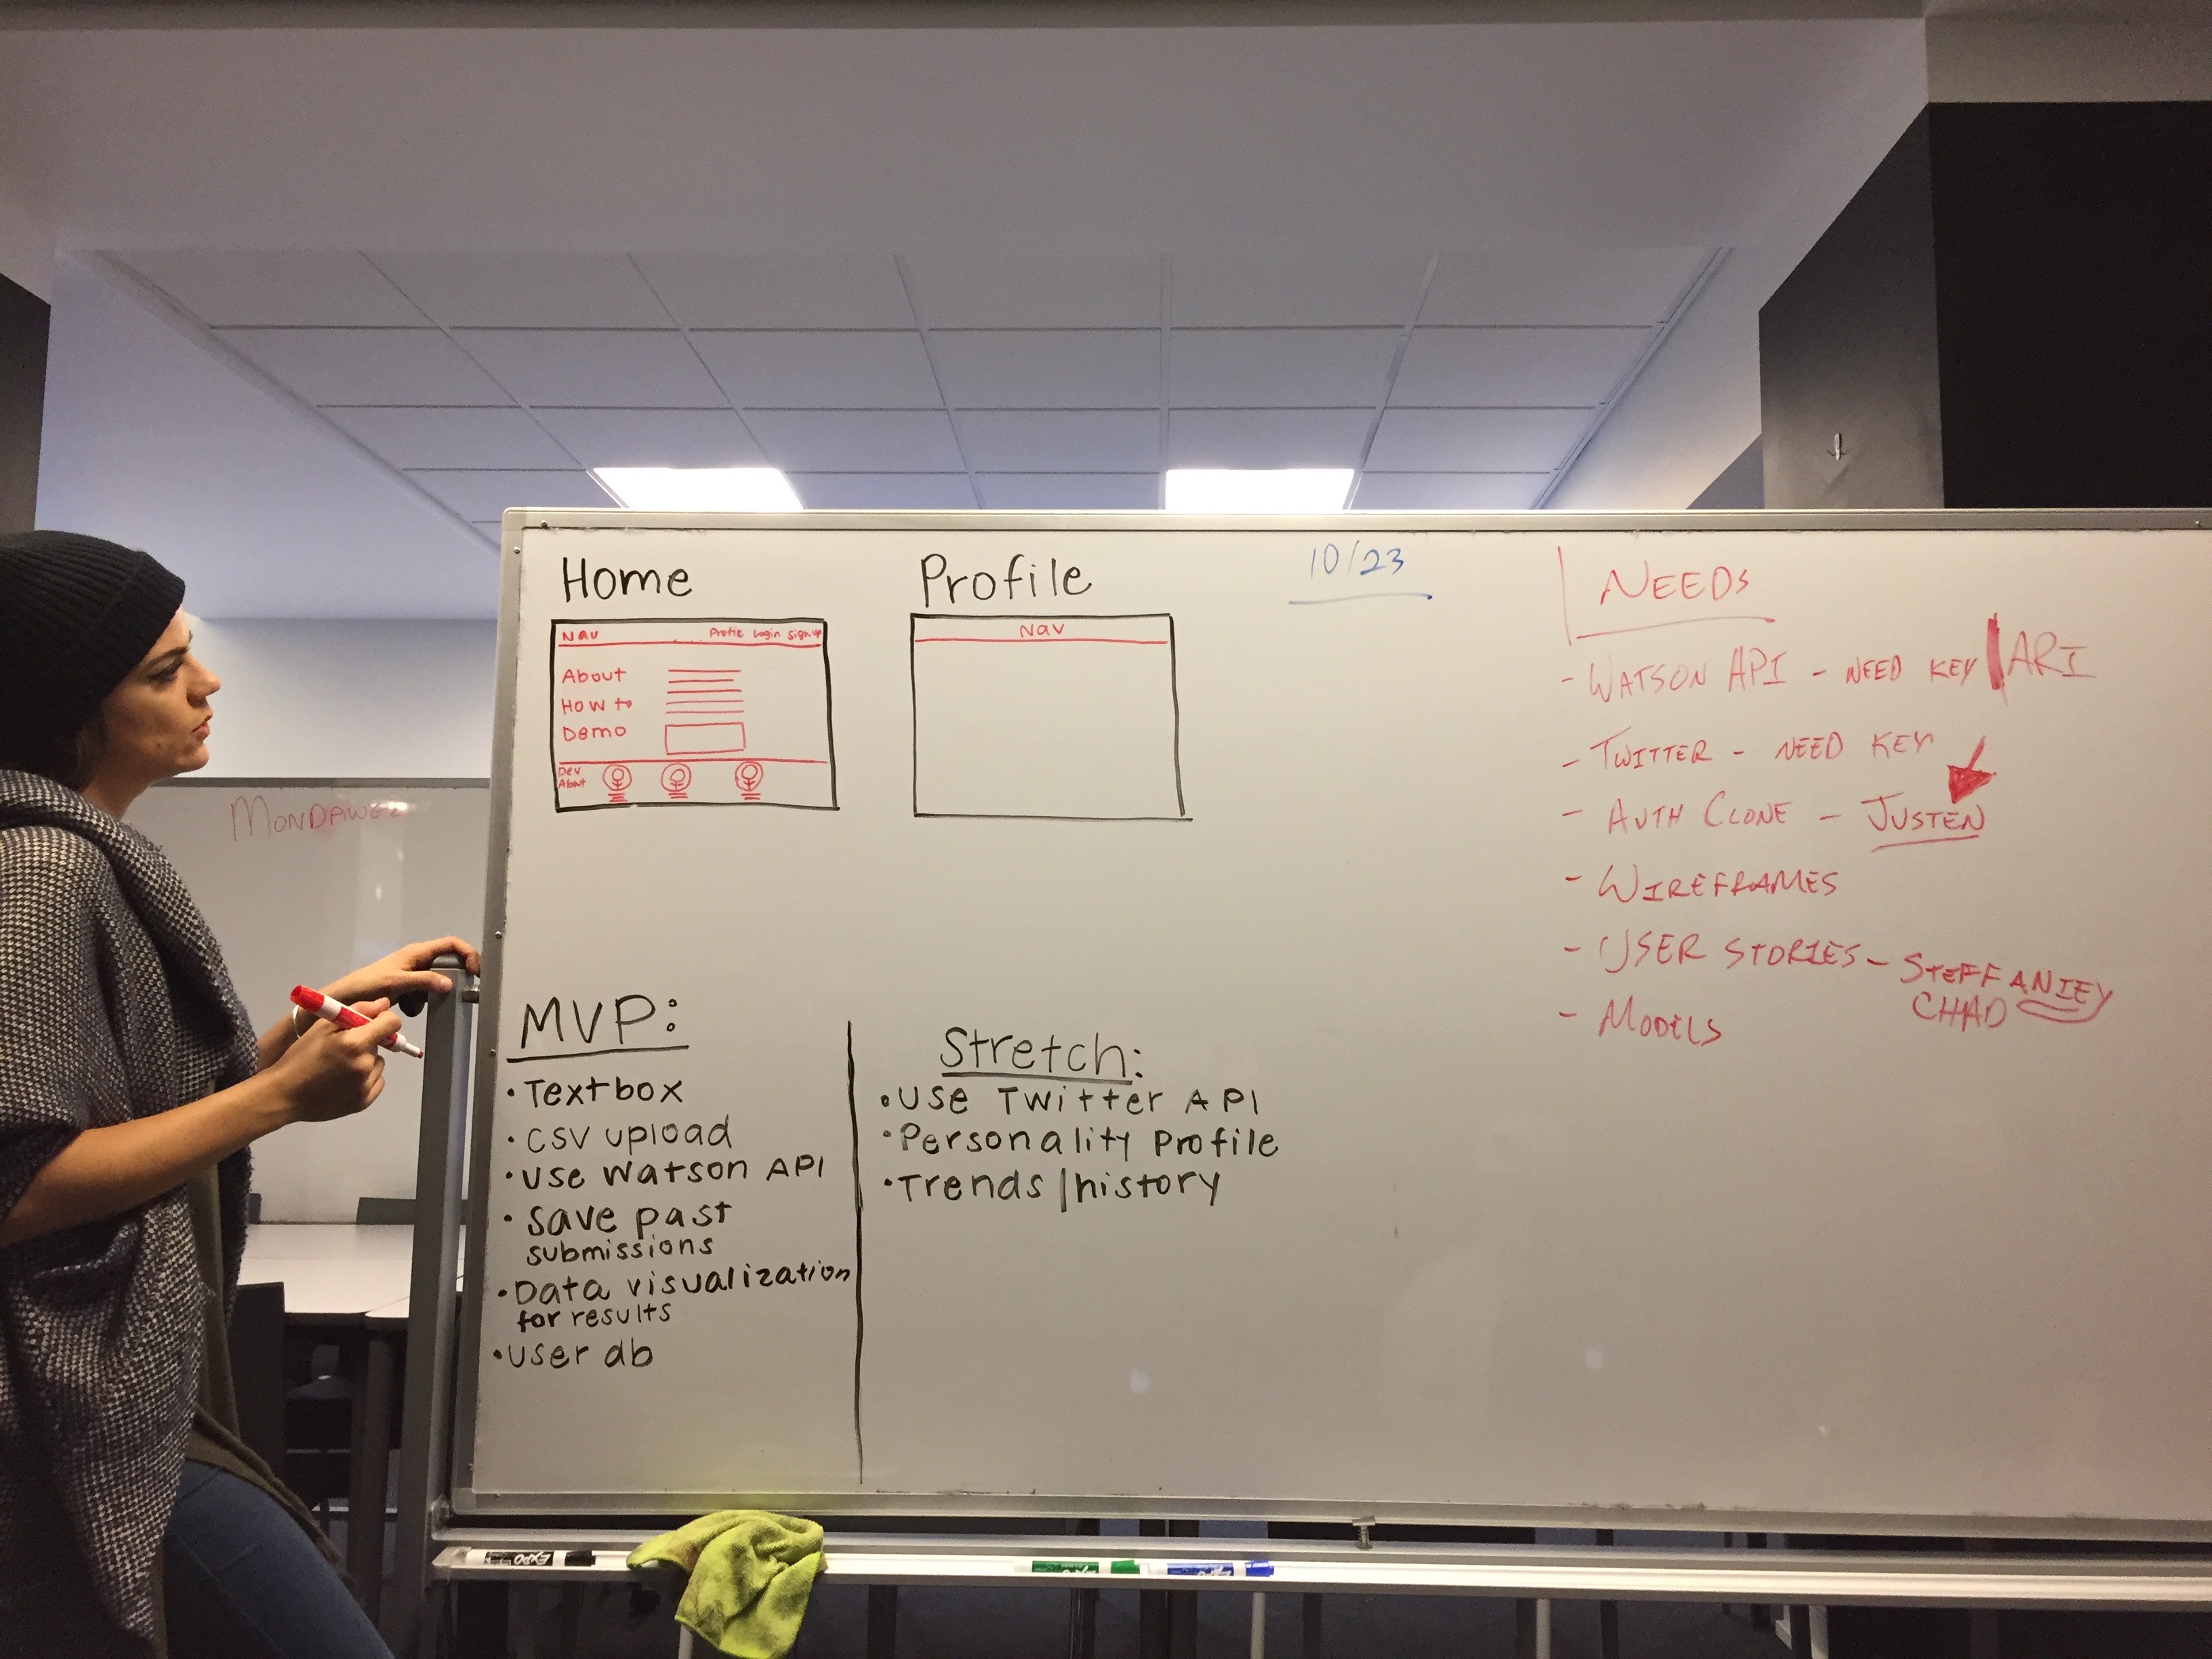 Home
Nav Profile Login Sign up
About
How to
Demo
Dev
About
Profile
Nav
10/23
NEEDS
- WATSON API - NEED KEY | ARI
- TWITTER - NEED KEY
- AUTH CLONE - JUSTEN
- WIREFRAMES
- USER STORIES - STEFFANIEY
CHAD
- MODELS
MVP:
• Textbox
• CSV upload
• Use Watson API
• Save past
submissions
• Data visualization
for results
• User db
Stretch:
• Use Twitter API
• Personality Profile
• Trends/history
EXPO